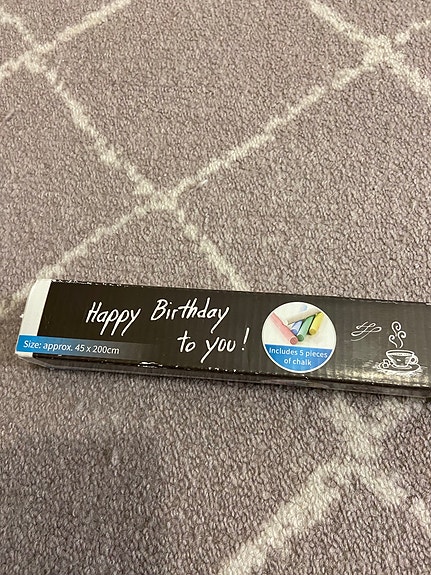 Happy Birthday
to you!
Size: approx. 45 x 200cm
Includes 5 pieces
of chalk